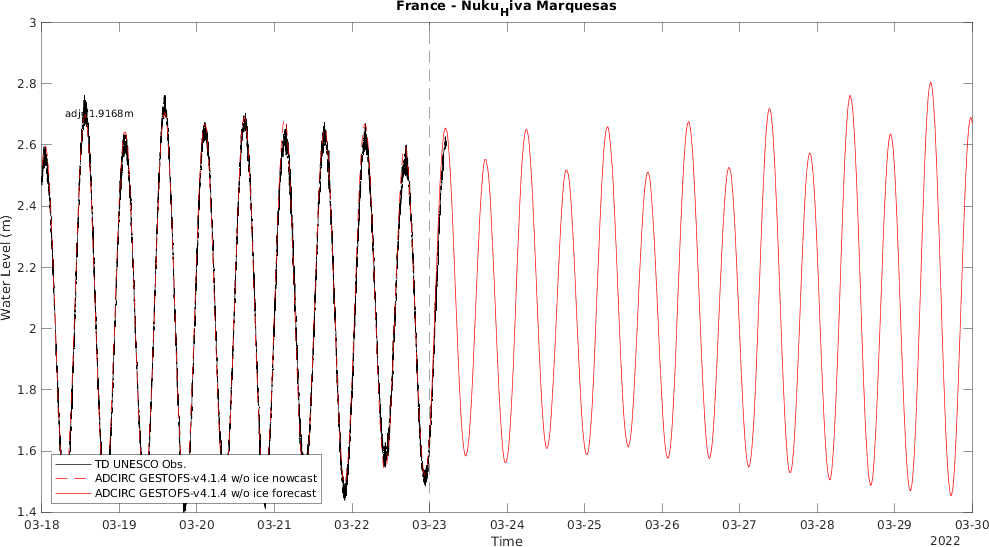 France - Nuku Hiva Marquesas
3
2.8
2.6
2.4
2.2
2
1.8
1.6
1.4
Water Level (m)
adj=1.9168m
TD UNESCO Obs.
ADCIRC GESTOFS-v4.1.4 w/o ice nowcast
ADCIRC GESTOFS-v4.1.4 w/o ice forecast
03-18 03-19 03-20 03-21 03-22 03-23 03-24 03-25 03-26 03-27 03-28 03-29 03-30
Time
2022